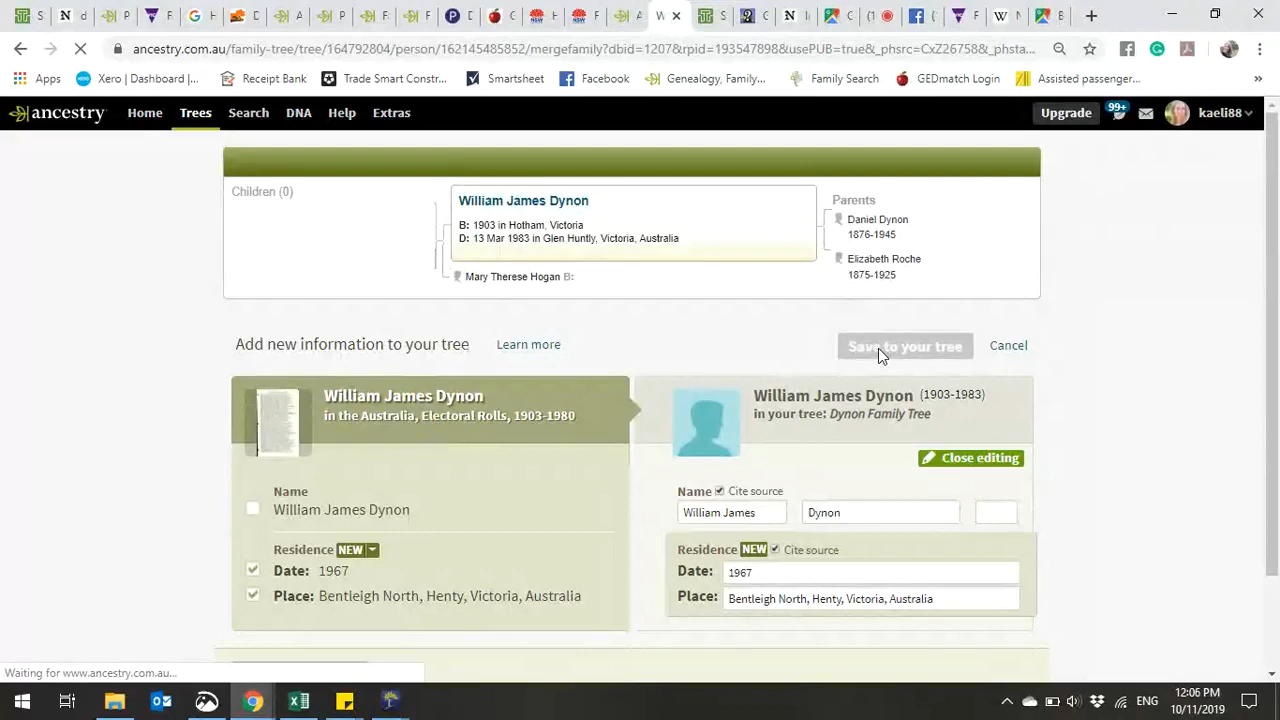 ancestry.com.au/family-tree/tree/164792804/person/162145485852/mergefamily?dbid=1207&rpid=193547898&usePUB=true&_phsrc=CxZ26758&_phsta...
Apps
Xero | Dashboard |...
Receipt Bank
Trade Smart Constr...
Smartsheet
Facebook
Genealogy, Family...
Family Search
GEDmatch Login
Assisted passenger...
»
ancestry
Home
Trees
Search
DNA
Help
Extras
Upgrade
99+
kaeli88
Children (0)
William James Dynon
B: 1903 in Hotham, Victoria
D: 13 Mar 1983 in Glen Huntly, Victoria, Australia
Mary Therese Hogan B:
Parents
Daniel Dynon
1876-1945
Elizabeth Roche
1875-1925
Add new information to your tree
Learn more
Save to your tree
Cancel
William James Dynon
in the Australia, Electoral Rolls, 1903-1980
William James Dynon (1903-1983)
in your tree: Dynon Family Tree
Close editing
Name
William James Dynon
Residence NEW
Date: 1967
Place: Bentleigh North, Henty, Victoria, Australia
Name Cite source
William James
Dynon
Residence NEW Cite source
Date: 1967
Place: Bentleigh North, Henty, Victoria, Australia
Waiting for www.ancestry.com.au...
ENG
12:06 PM
10/11/2019